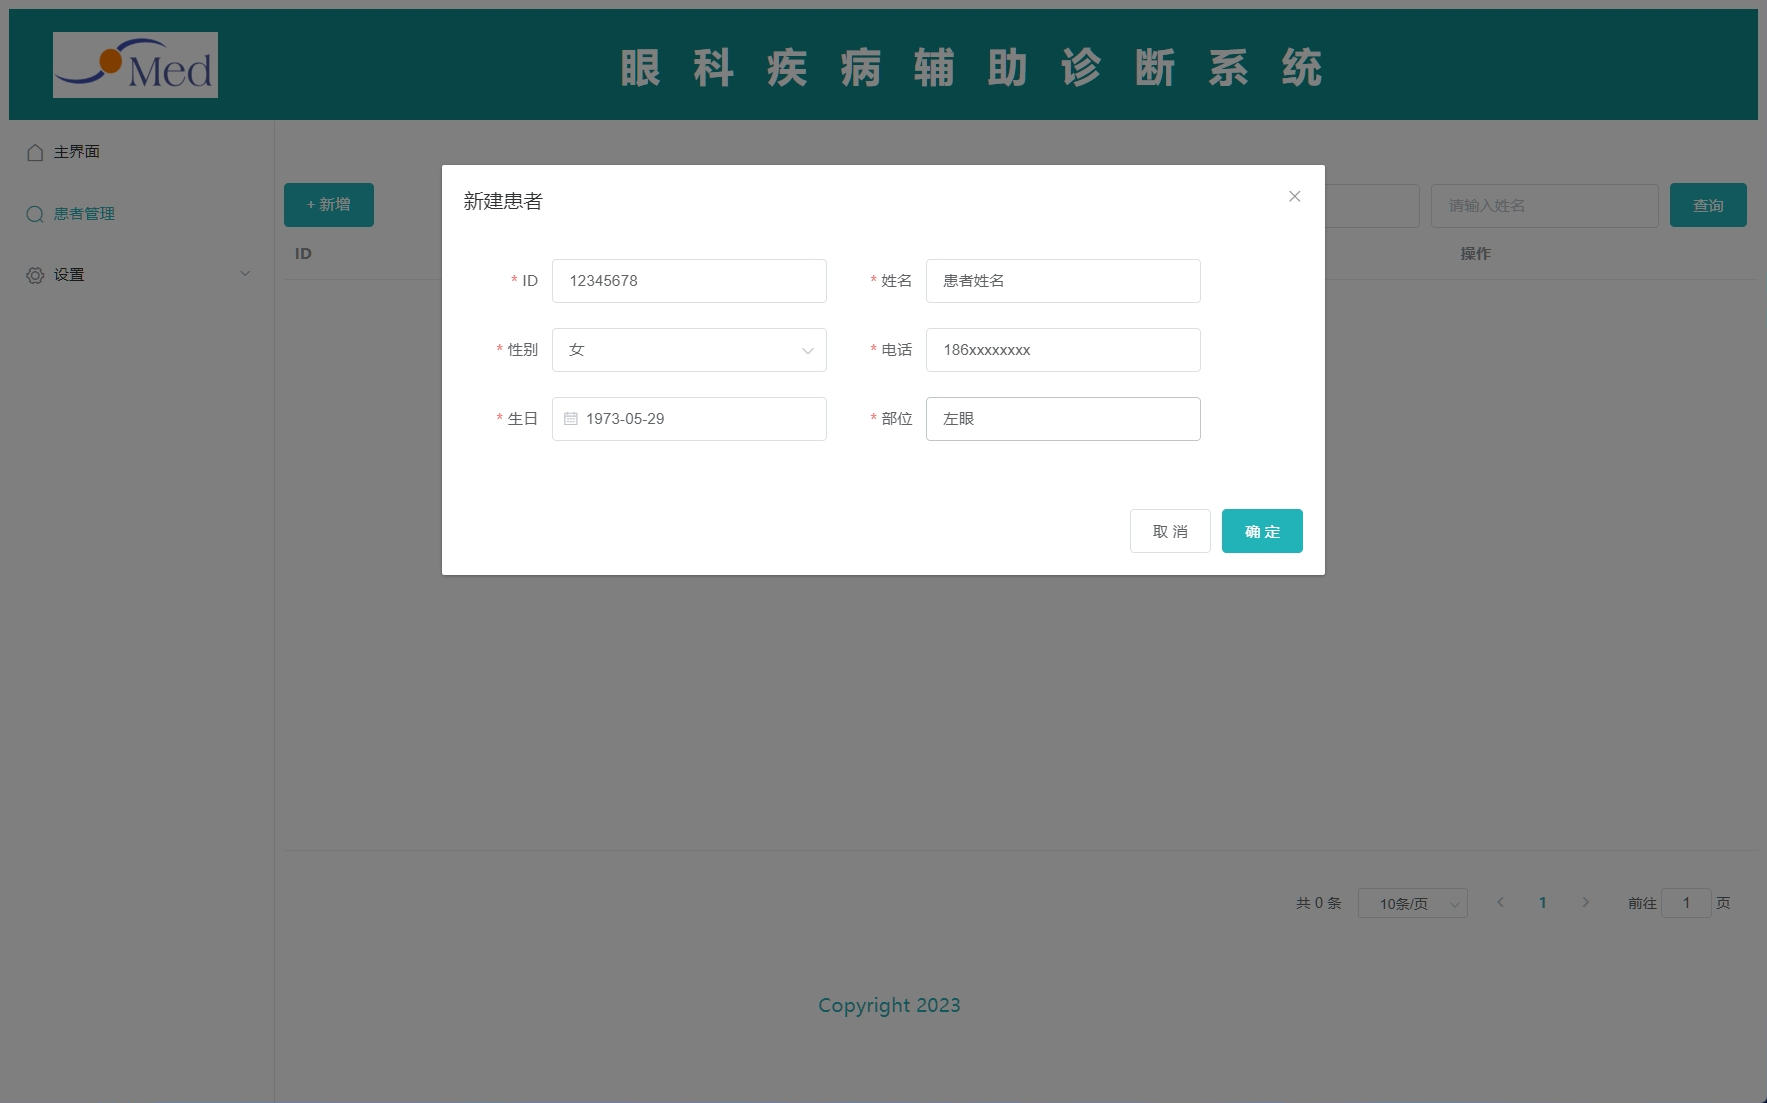 Med
眼科疾病辅助诊断系统
主界面
患者管理
设置
+ 新增
请输入姓名
查询
ID
操作
新建患者
* ID 12345678
* 姓名 患者姓名
* 性别 女
* 电话 186xxxxxxxx
* 生日 1973-05-29
* 部位 左眼
取 消
确 定
共 0 条 10条/页 1 前往 1 页
Copyright 2023